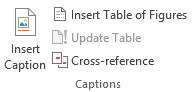 Insert Table of Figures
Update Table
Cross-reference
Insert
Caption
Captions